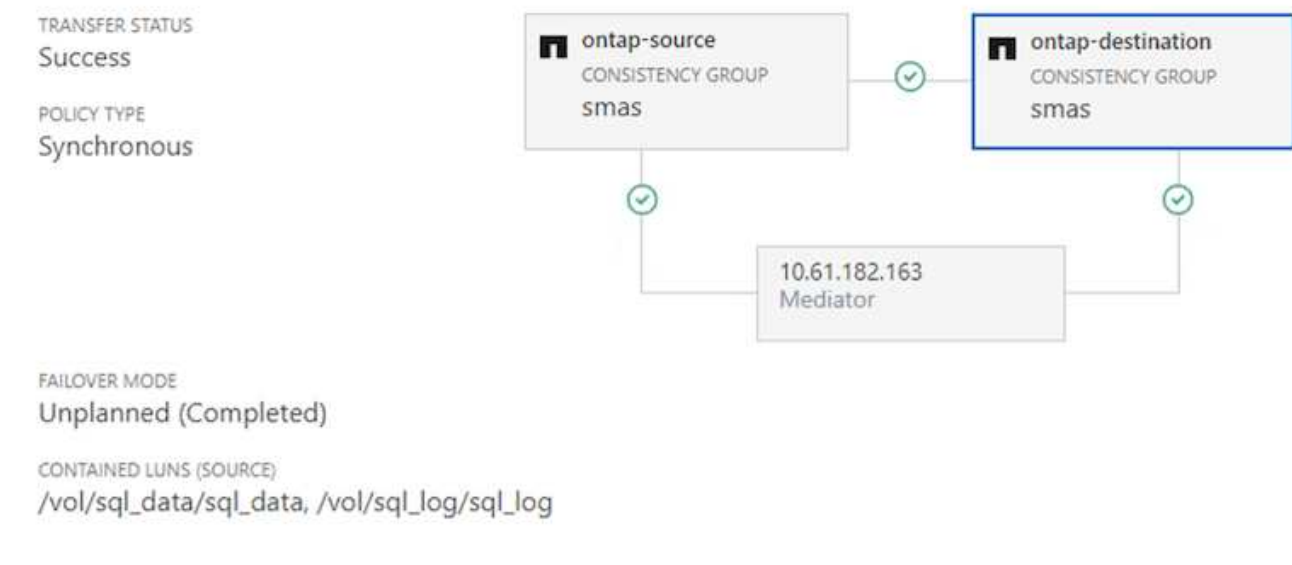 TRANSFER STATUS
Success
POLICY TYPE
Synchronous
ontap-source
CONSISTENCY GROUP
smas
ontap-destination
CONSISTENCY GROUP
smas
10.61.182.163
Mediator
FAILOVER MODE
Unplanned (Completed)
CONTAINED LUNS (SOURCE)
/vol/sql_data/sql_data, /vol/sql_log/sql_log